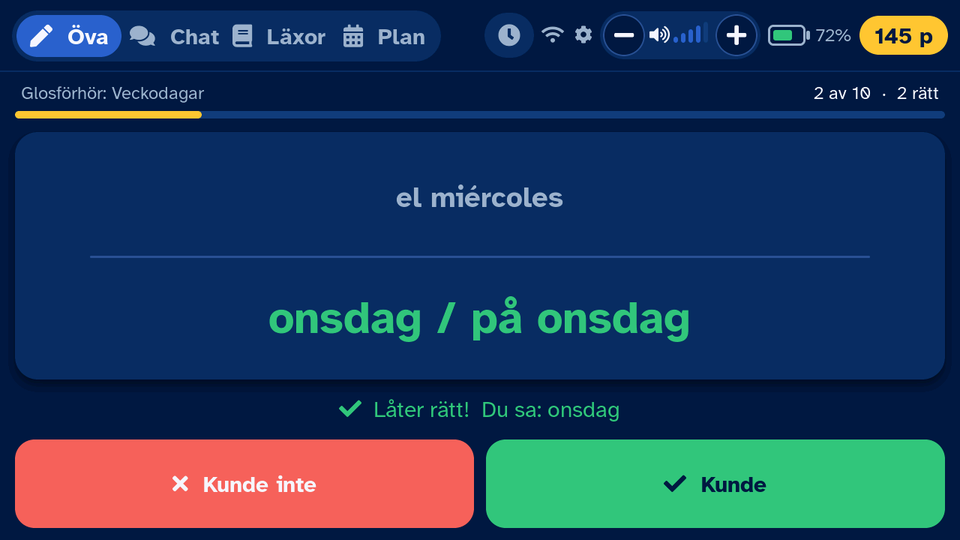 Öva Chat Läxor Plan 72% 145 p
Glosförhör: Veckodagar 2 av 10 · 2 rätt
el miércoles
onsdag / på onsdag
Låter rätt! Du sa: onsdag
Kunde inte Kunde